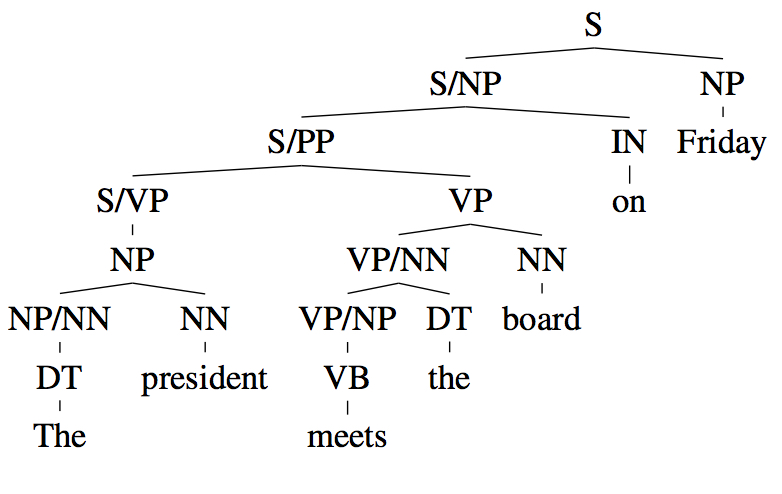 S
S/NP NP
S/PP IN Friday
S/VP VP on
NP VP/NN NN
NP/NN NN VP/NP DT board
DT president VB the
The meets